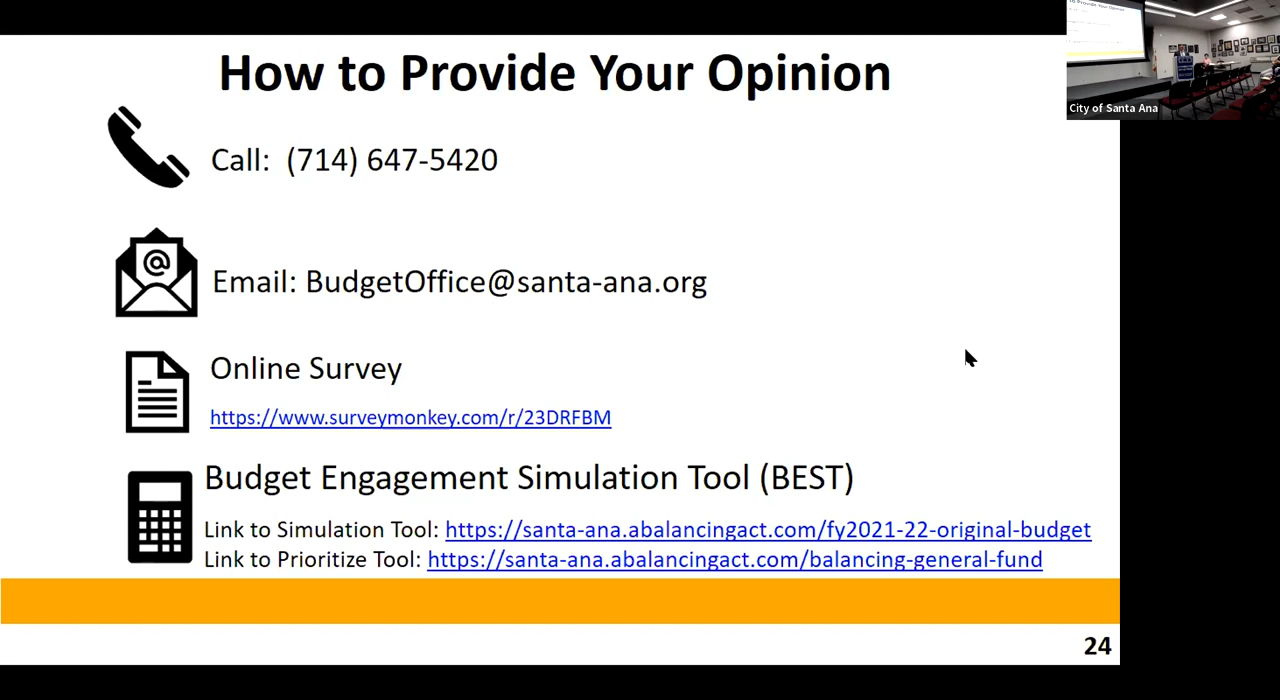 How to Provide Your Opinion
City of Santa Ana
Call: (714) 647-5420
@
Email: BudgetOffice@santa-ana.org
Online Survey
https://www.surveymonkey.com/r/23DRFBM
Budget Engagement Simulation Tool (BEST)
Link to Simulation Tool: https://santa-ana.abalancingact.com/fy2021-22-original-budget
Link to Prioritize Tool: https://santa-ana.abalancingact.com/balancing-general-fund
24